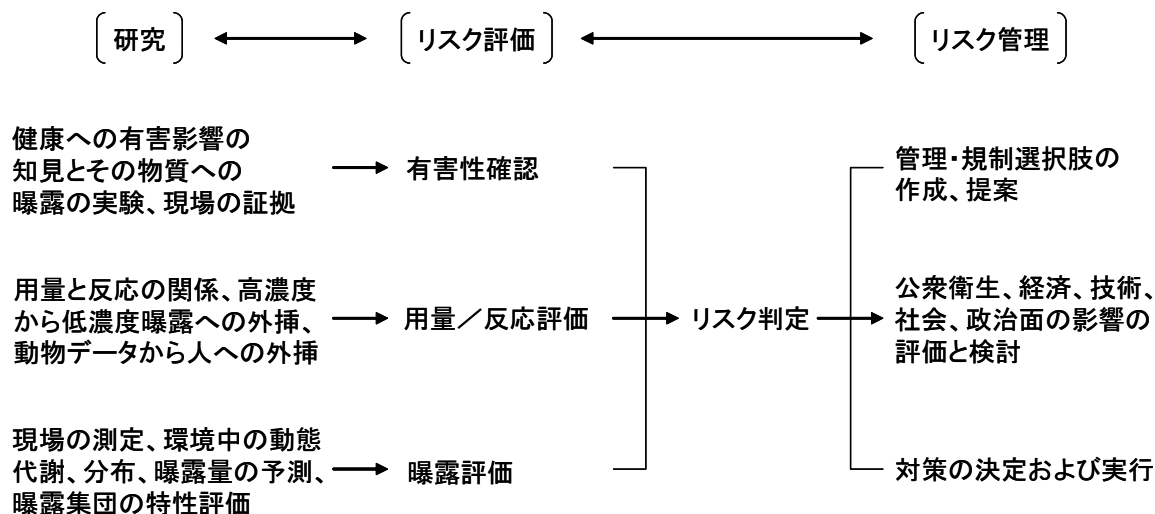 研究
リスク評価
リスク管理
健康への有害影響の
知見とその物質への
曝露の実験、現場の証拠
有害性確認
管理・規制選択肢の
作成、提案
用量と反応の関係、高濃度
から低濃度曝露への外挿、
動物データから人への外挿
用量／反応評価
リスク判定
公衆衛生、経済、技術、
社会、政治面の影響の
評価と検討
現場の測定、環境中の動態
代謝、分布、曝露量の予測、
曝露集団の特性評価
曝露評価
対策の決定および実行